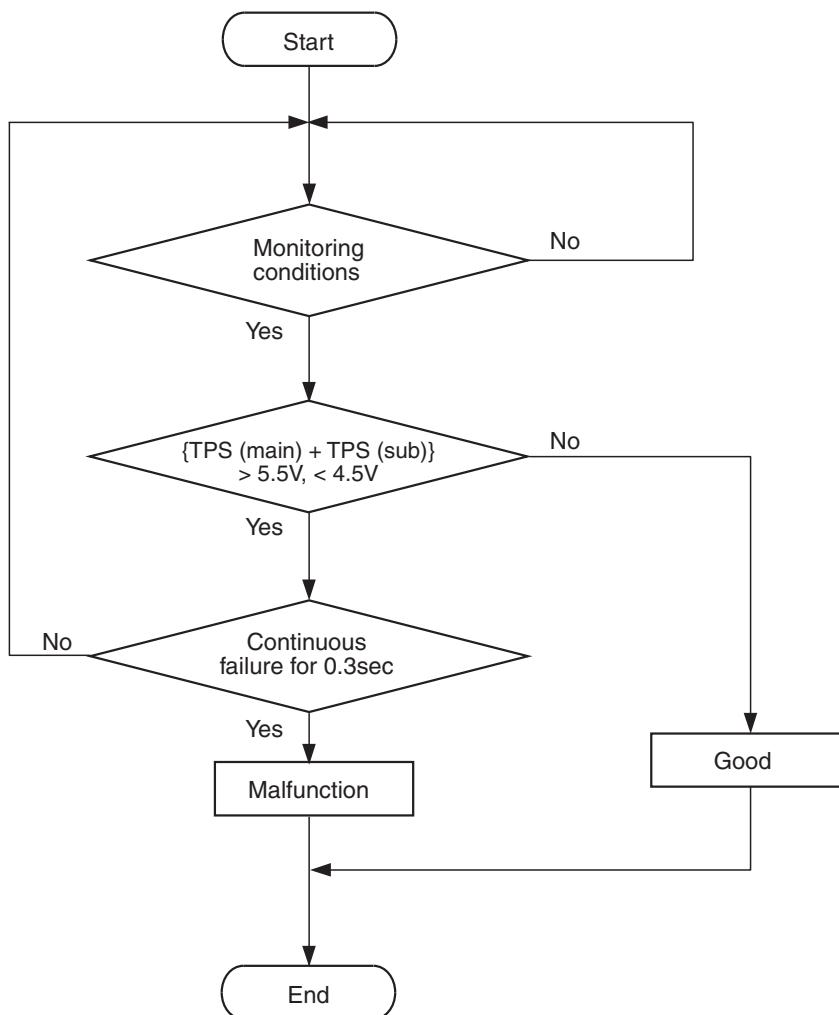 Start
Monitoring
conditions
No
Yes
{TPS (main) + TPS (sub)}
> 5.5V, < 4.5V
No
Yes
Continuous
failure for 0.3sec
No
Yes
Malfunction
Good
End